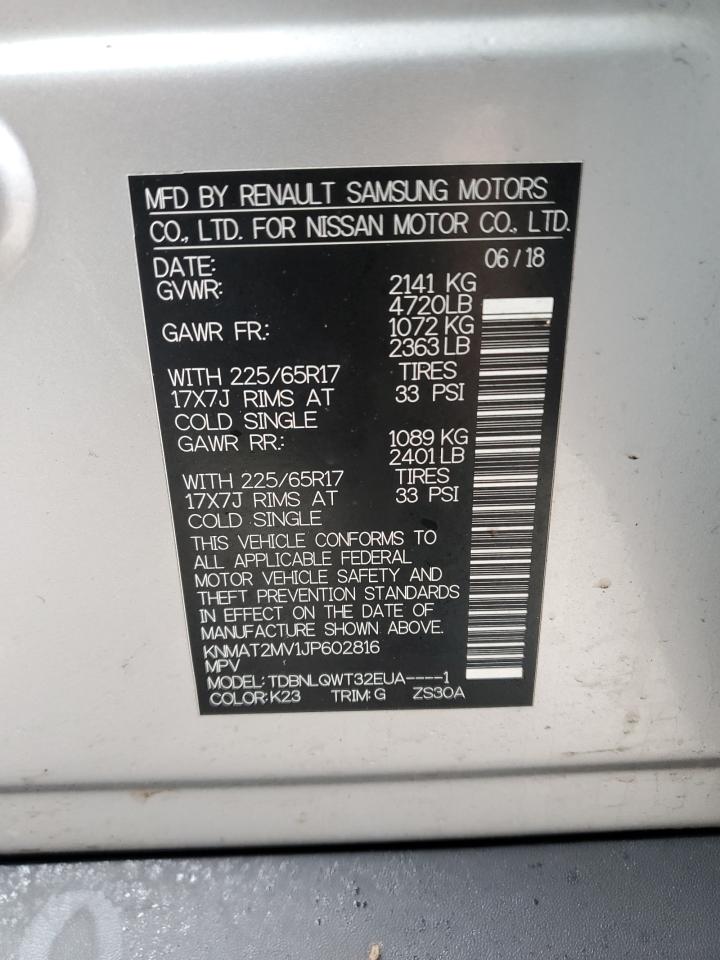 MFD BY RENAULT SAMSUNG MOTORS
CO., LTD. FOR NISSAN MOTOR CO., LTD.
DATE: 06/18
GVWR: 2141 KG
4720LB
GAWR FR: 1072 KG
2363 LB
WITH 225/65R17 TIRES
17X7J RIMS AT 33 PSI
COLD SINGLE
GAWR RR: 1089 KG
2401 LB
WITH 225/65R17 TIRES
17X7J RIMS AT 33 PSI
COLD SINGLE
THIS VEHICLE CONFORMS TO
ALL APPLICABLE FEDERAL
MOTOR VEHICLE SAFETY AND
THEFT PREVENTION STANDARDS
IN EFFECT ON THE DATE OF
MANUFACTURE SHOWN ABOVE.
KNMAT2MV1JP602816
MPV
MODEL: TDBNLQWT32EUA----1
COLOR: K23 TRIM: G ZS30A